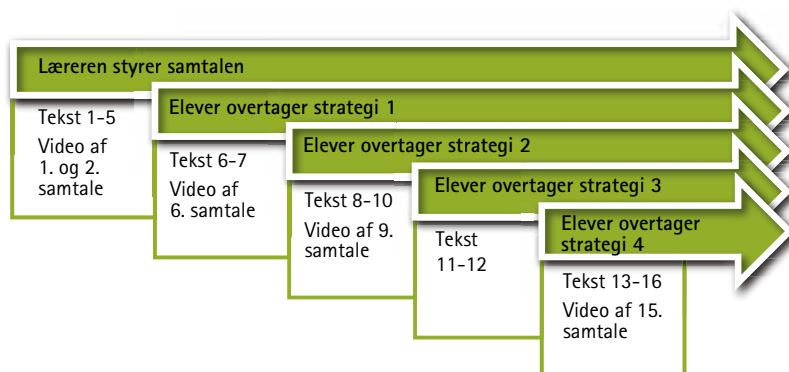 Læreren styrer samtalen
Tekst 1-5
Video af
1. og 2.
samtale
Elever overtager strategi 1
Tekst 6-7
Video af
6. samtale
Elever overtager strategi 2
Tekst 8-10
Video af 9.
samtale
Elever overtager strategi 3
Tekst
11-12
Elever overtager
strategi 4
Tekst 13-16
Video af 15.
samtale